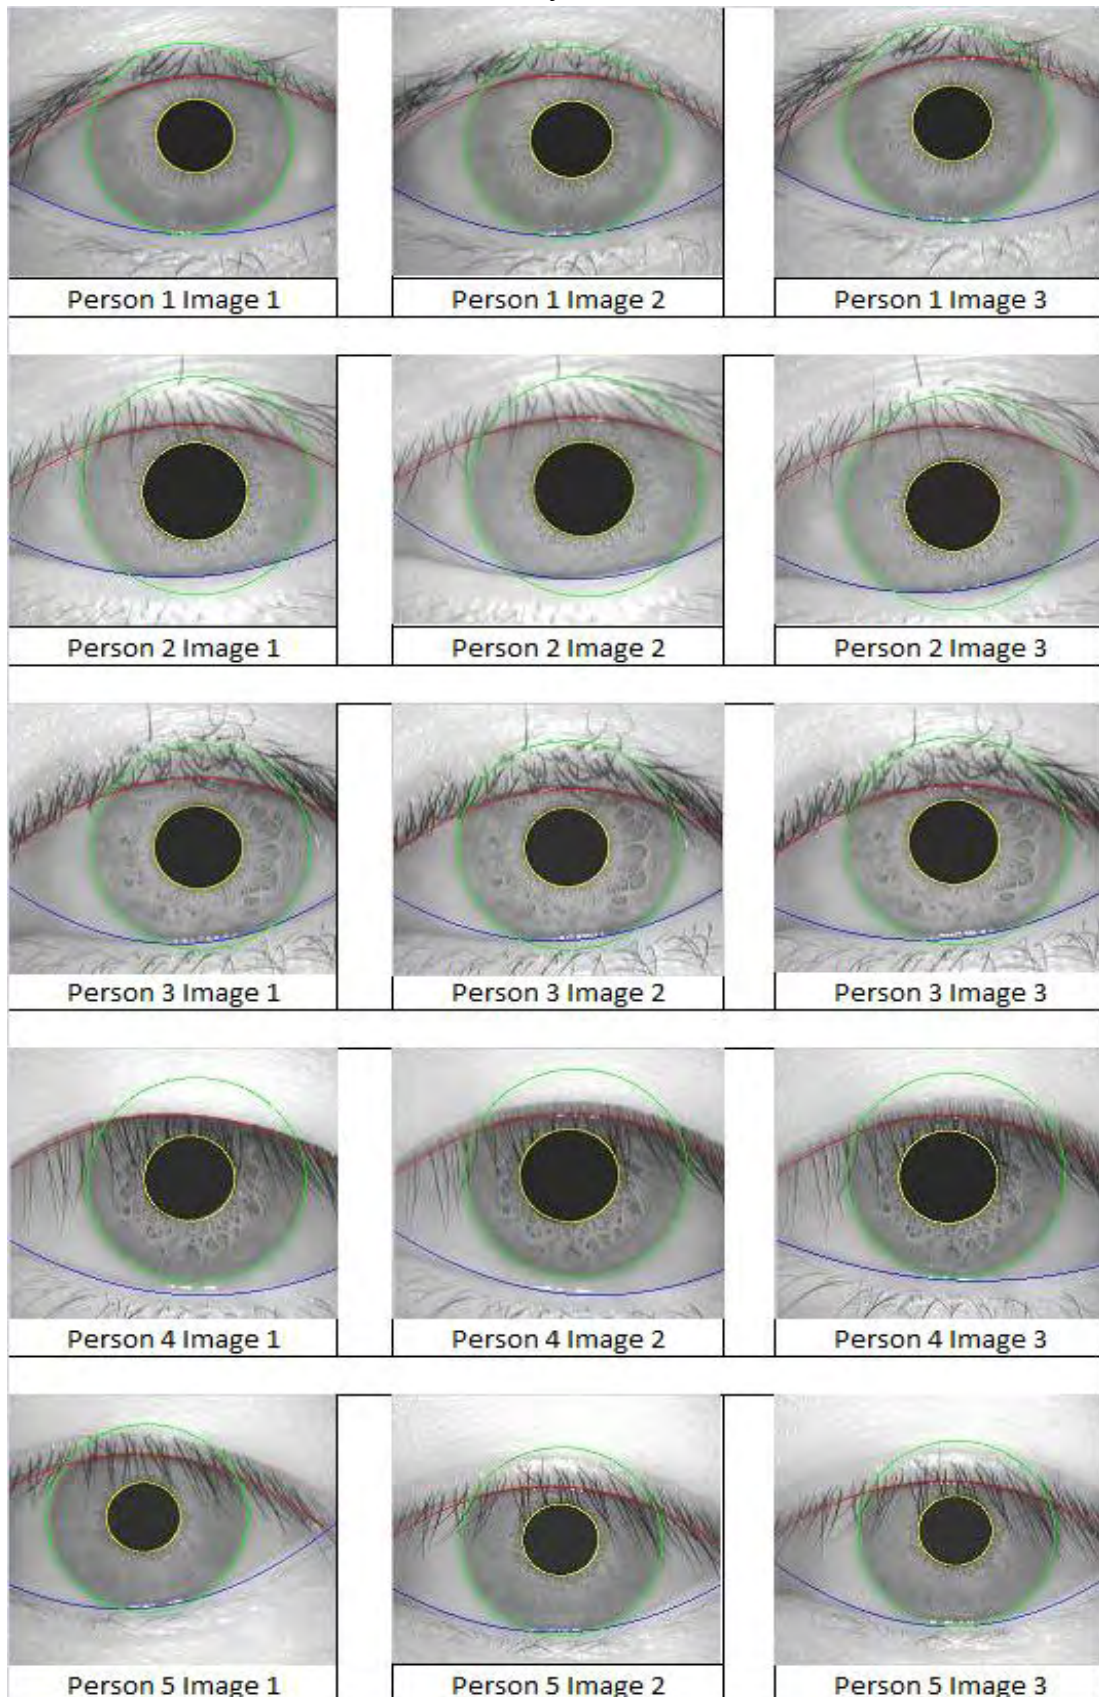 Person 1 Image 1
Person 1 Image 2
Person 1 Image 3
Person 2 Image 1
Person 2 Image 2
Person 2 Image 3
Person 3 Image 1
Person 3 Image 2
Person 3 Image 3
Person 4 Image 1
Person 4 Image 2
Person 4 Image 3
Person 5 Image 1
Person 5 Image 2
Person 5 Image 3